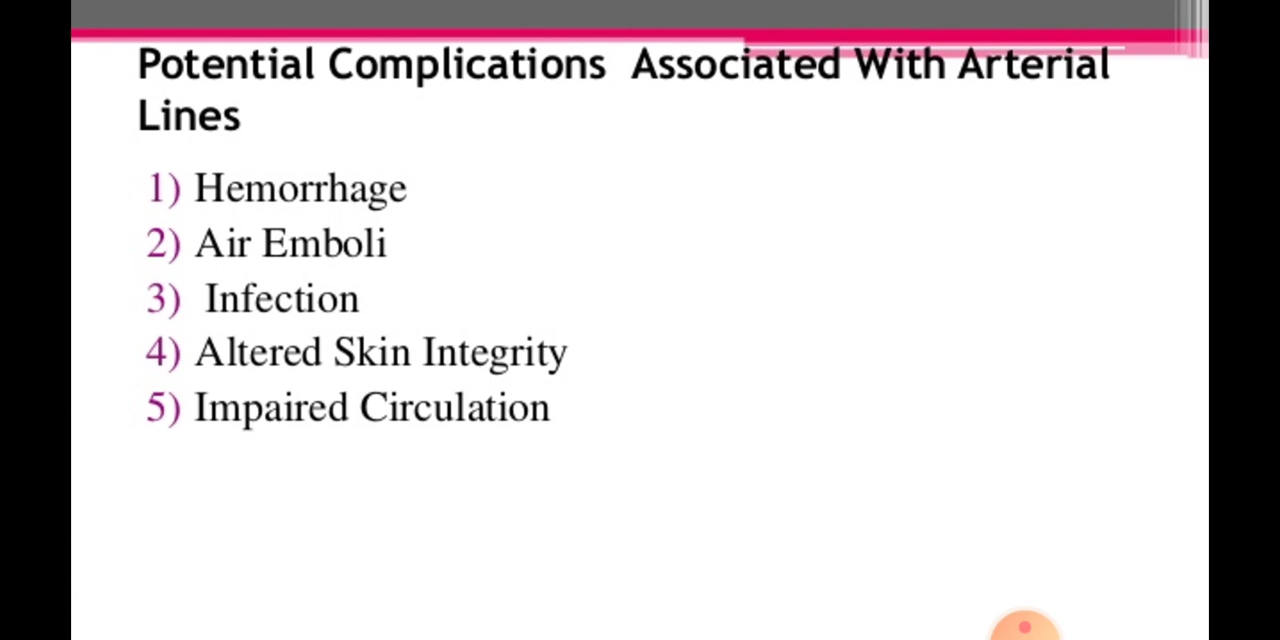 Potential Complications  Associated With Arterial
Lines
1) Hemorrhage
2) Air Emboli
3)  Infection
4) Altered Skin Integrity
5) Impaired Circulation